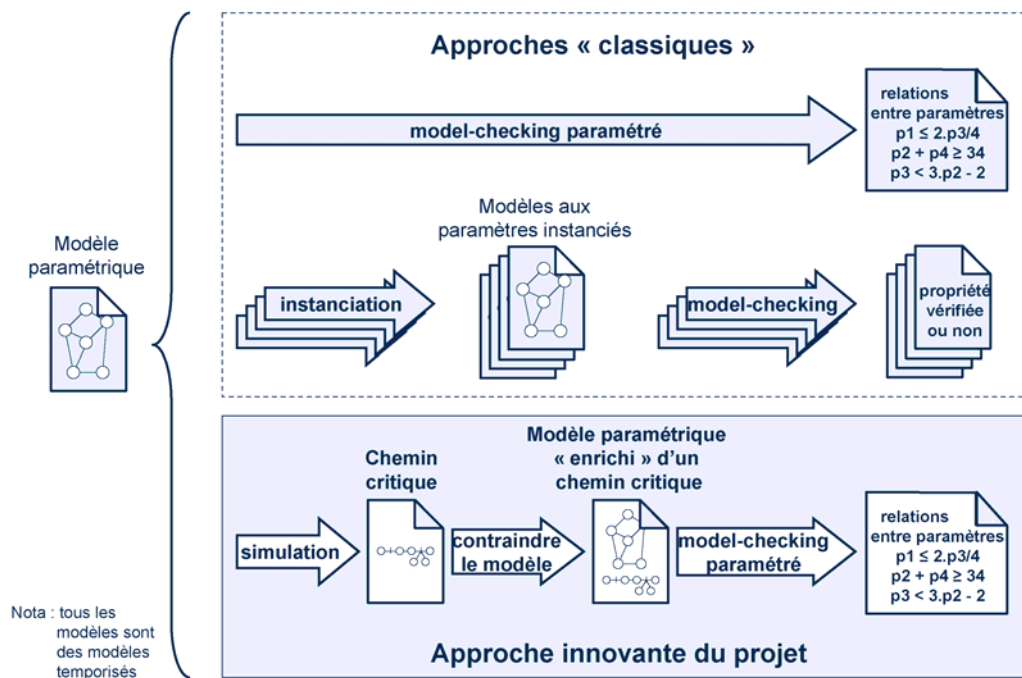 Approches « classiques »
model-checking paramétré
relations
entre paramètres
p1 ≤ 2.p3/4
p2 + p4 ≥ 34
p3 < 3.p2 - 2
Modèle
paramétrique
instanciation
Modèles aux
paramètres instanciés
model-checking
propriété
vérifiée
ou non
simulation
Chemin
critique
contraindre
le modèle
Modèle paramétrique
« enrichi » d'un
chemin critique
model-checking
paramétré
relations
entre paramètres
p1 ≤ 2.p3/4
p2 + p4 ≥ 34
p3 < 3.p2 - 2
Approche innovante du projet
Nota : tous les
modèles sont
des modèles
temporisés